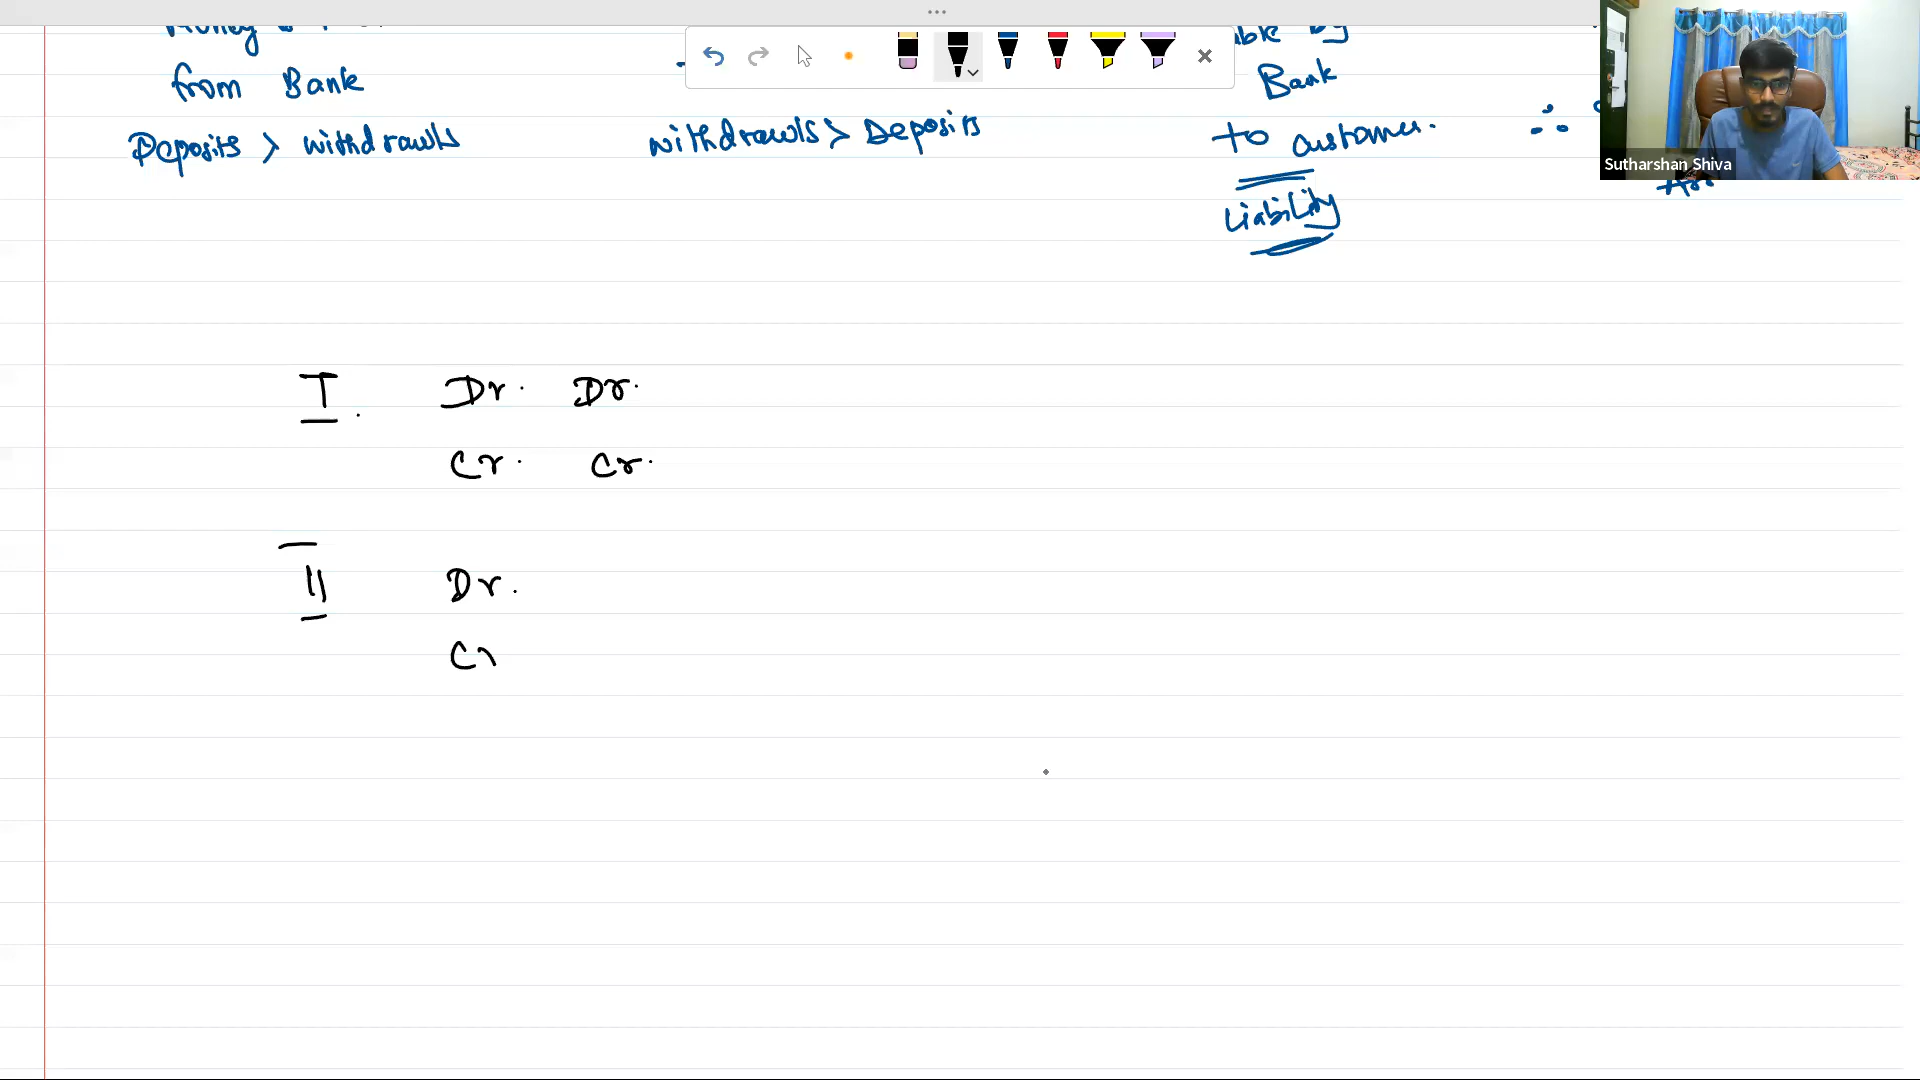 from Bank
Deposits > withdrawls
withdrawls > Deposits
by
Bank
to customer.
Liability
Sutharshan Shiva
I. Dr. Dr.
Cr. Cr.
II Dr.
Cr